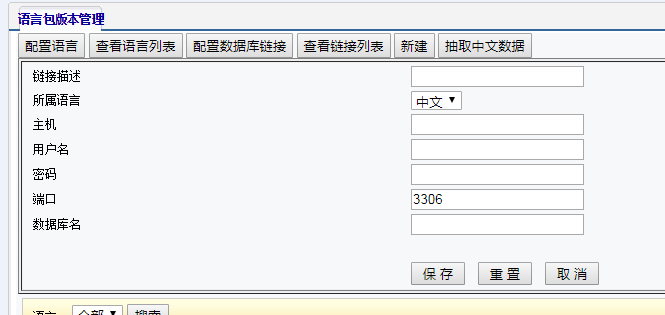 语言包版本管理
配置语言 查看语言列表 配置数据库链接 查看链接列表 新建 抽取中文数据
链接描述
所属语言 中文
主机
用户名
密码
端口 3306
数据库名
保 存 重 置 取 消
语言 全部 搜索